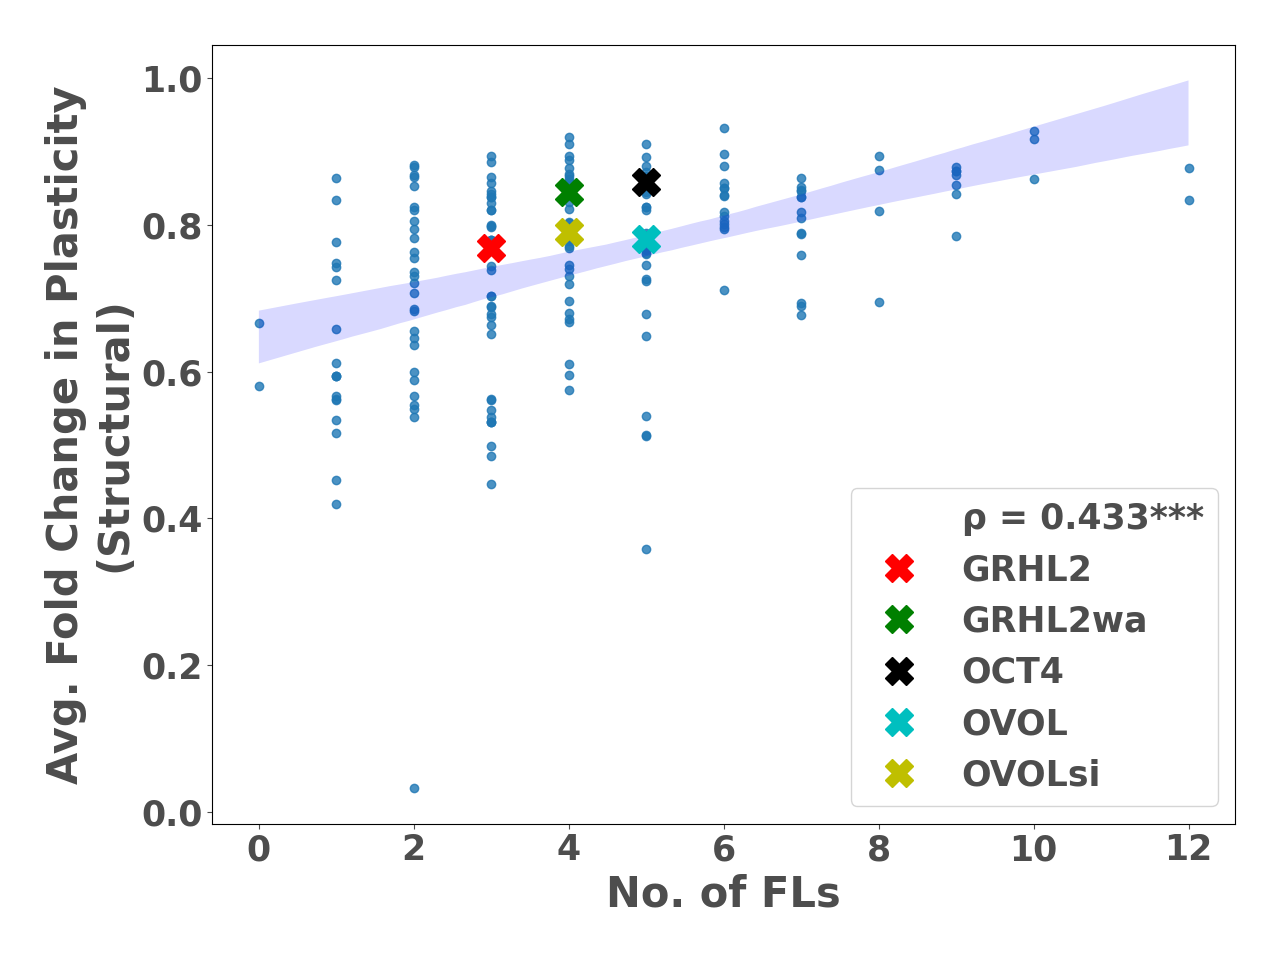 Avg. Fold Change in Plasticity
(Structural)
1.0
0.8
0.6
0.4
0.2
0.0
ρ = 0.433***
GRHL2
GRHL2wa
OCT4
OVOL
OVOLsi
0 2 4 6 8 10 12
No. of FLs